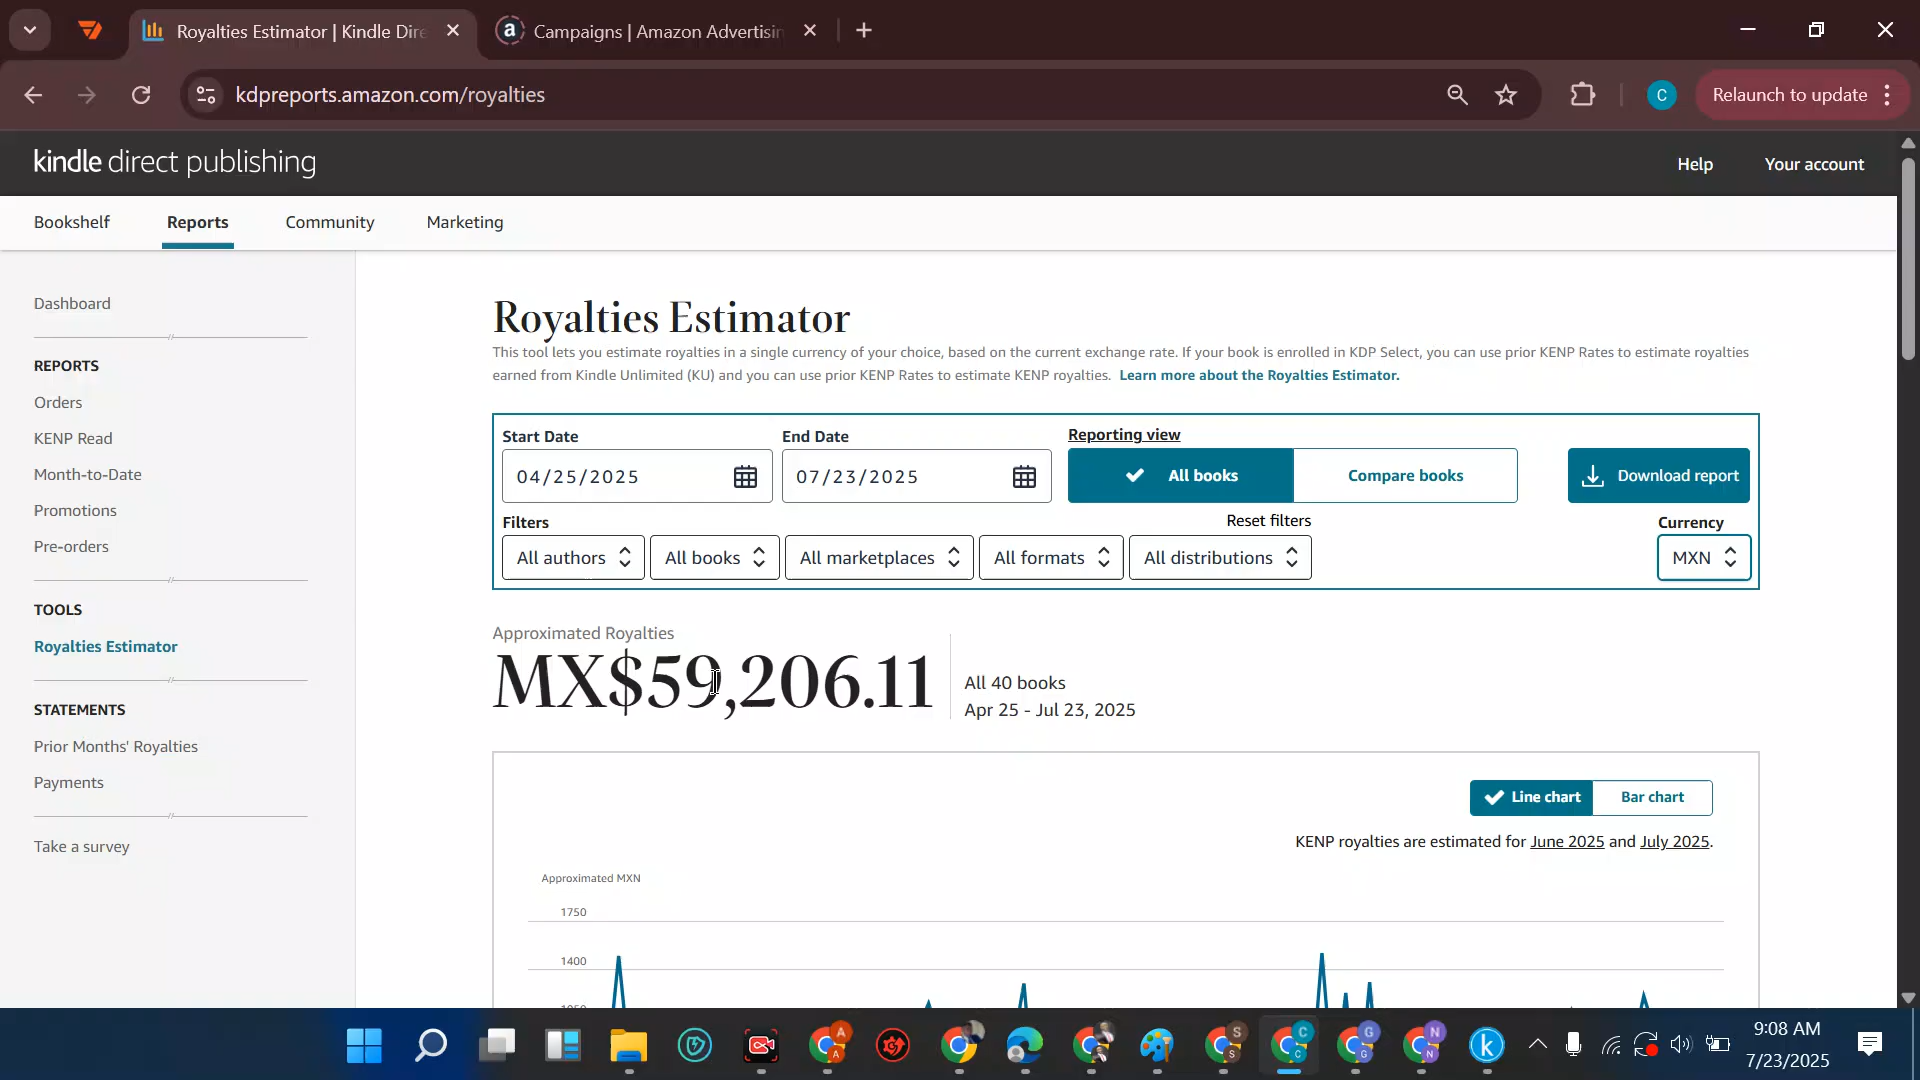 Royalties Estimator | Kindle Dire
Campaigns | Amazon Advertisin
kdpreports.amazon.com/royalties
C
Relaunch to update
kindle direct publishing
Help
Your account
Bookshelf
Reports
Community
Marketing
Dashboard
REPORTS
Orders
KENP Read
Month-to-Date
Promotions
Pre-orders
TOOLS
Royalties Estimator
STATEMENTS
Prior Months' Royalties
Payments
Take a survey
Royalties Estimator
This tool lets you estimate royalties in a single currency of your choice, based on the current exchange rate. If your book is enrolled in KDP Select, you can use prior KENP Rates to estimate royalties
earned from Kindle Unlimited (KU) and you can use prior KENP Rates to estimate KENP royalties. Learn more about the Royalties Estimator.
Start Date
End Date
Reporting view
04/25/2025
07/23/2025
All books
Compare books
Download report
Filters
Reset filters
Currency
All authors
All books
All marketplaces
All formats
All distributions
MXN
Approximated Royalties
MX$59,206.11
All 40 books
Apr 25 - Jul 23, 2025
Line chart
Bar chart
KENP royalties are estimated for June 2025 and July 2025.
Approximated MXN
1750
1400
9:08 AM
7/23/2025